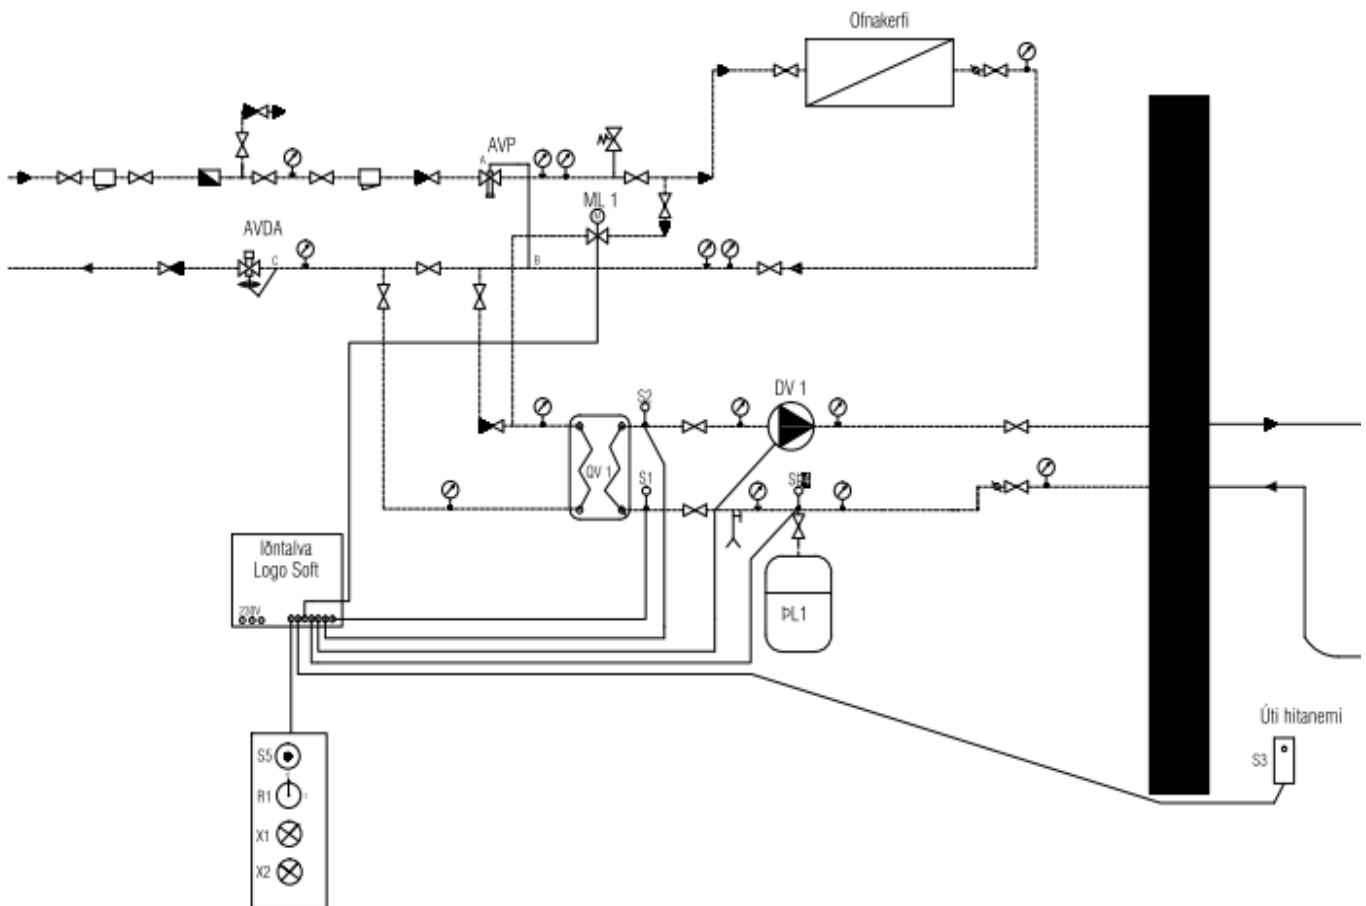 Ofnakerfi
AVP
A
ML 1
M
AVDA
C
B
DV 1
S2
QV 1
S1
Iðntalva
Logo Soft
230V
ÞL1
Úti hitanemi
S3
S5
R1
X1
X2